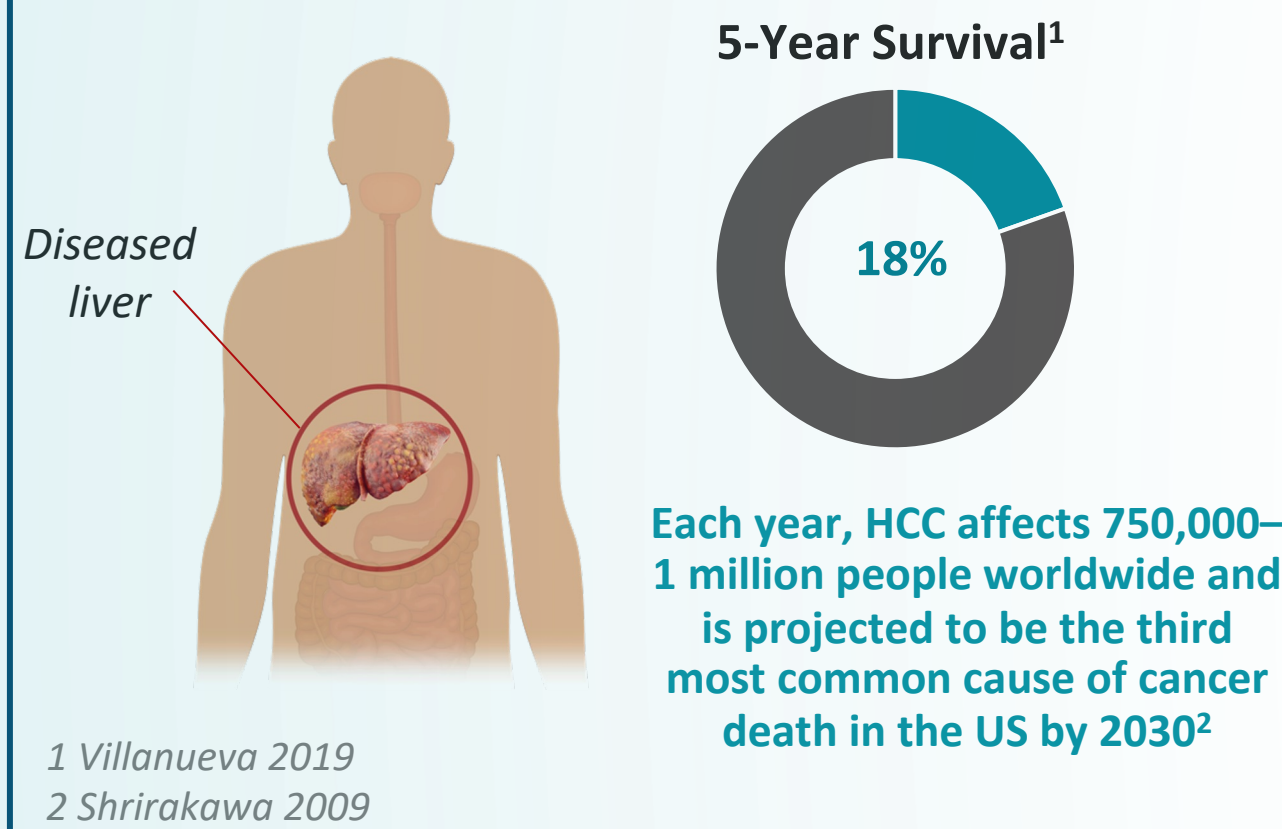 5-Year Survival¹
Diseased
liver
18%
Each year, HCC affects 750,000–
1 million people worldwide and
is projected to be the third
most common cause of cancer
death in the US by 2030²
1 Villanueva 2019
2 Shrirakawa 2009